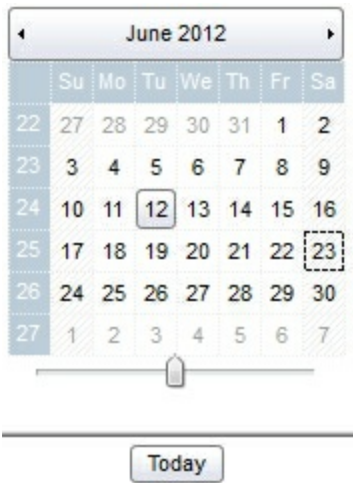 June 2012
Su Mo Tu We Th Fr Sa
22 27 28 29 30 31 1 2
23 3 4 5 6 7 8 9
24 10 11 12 13 14 15 16
25 17 18 19 20 21 22 23
26 24 25 26 27 28 29 30
27 1 2 3 4 5 6 7
Today